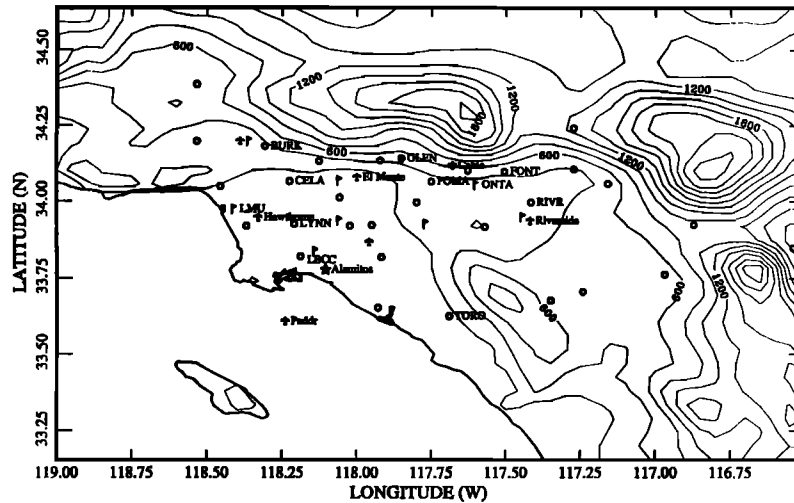 34.50
34.25
34.00
33.75
33.50
33.25
LATITUDE (N)
600
1200
1200
1800
1200
1800
BURK
600
GLEN
600
1200
CELA
El Monte
POMA
ONTA
FONT
LMU
Hawthorne
LYNN
RIVR
Riverside
LBCC
Alamitos
600
1200
TORO
600
119.00
118.75
118.50
118.25
118.00
117.75
117.50
117.25
117.00
116.75
LONGITUDE (W)